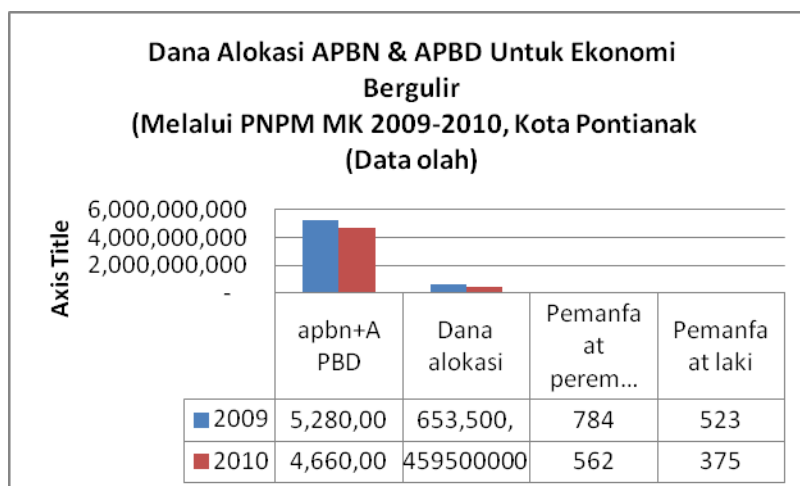 Dana Alokasi APBN & APBD Untuk Ekonomi
Bergulir
(Melalui PNPM MK 2009-2010, Kota Pontianak
(Data olah)
Axis Title
6,000,000,000
4,000,000,000
2,000,000,000
-
apbn+A
PBD
Dana
alokasi
Pemanfa
at
perem...
Pemanfa
at laki
2009 5,280,00 653,500, 784 523
2010 4,660,00 459500000 562 375